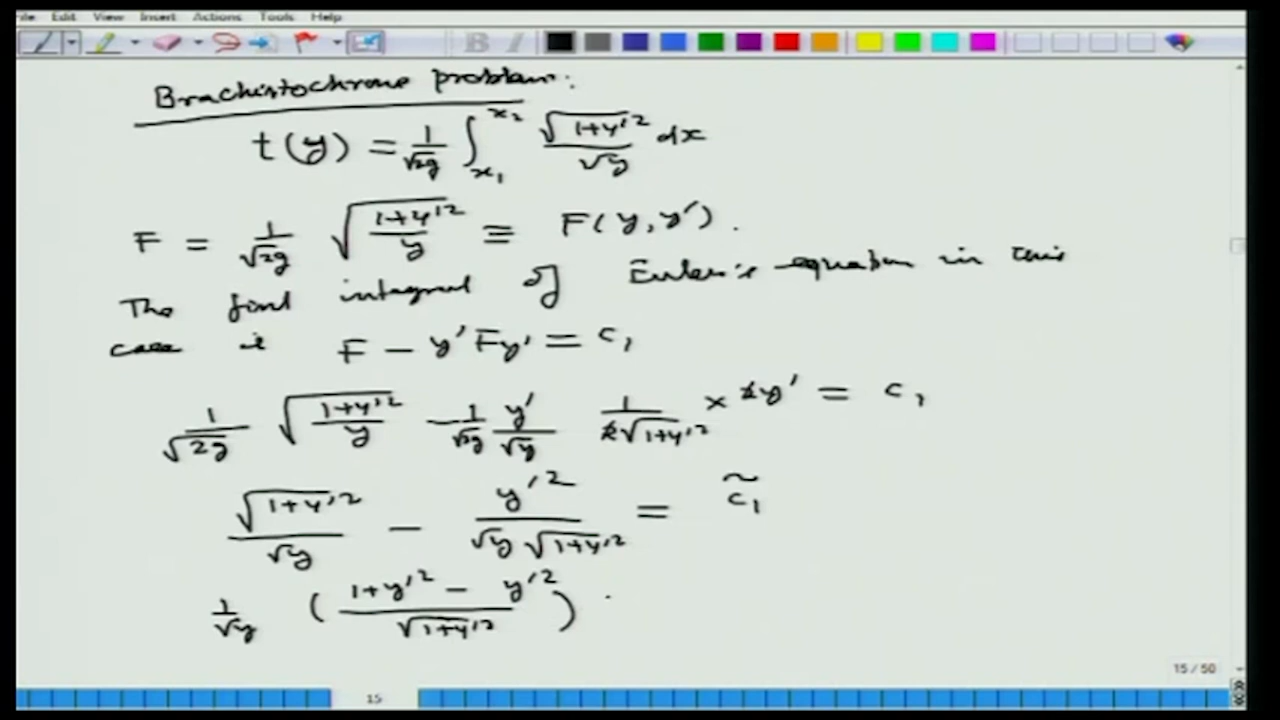 File Edit View Insert Actions Tools Help
Brachistochrone problem:
t(y) = 1/√2g ∫_{x₁}^{x₂} √(1+y'²)/√y dx
F = 1/√2g √((1+y'²)/y) ≡ F(y, y').
The first integral of Euler's equation in this
case is F − y'F_{y'} = c₁
1/√2g √((1+y'²)/y) − 1/√2g y'/√y 1/(2√(1+y'²)) × 2y' = c₁
√(1+y'²)/√y − y'²/(√y √(1+y'²)) = c̃₁
1/√y ((1+y'² − y'²)/√(1+y'²))
15 / 50
15